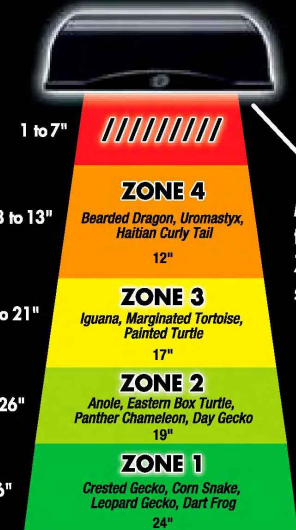 1 to 7"
ZONE 4
to 13"
Bearded Dragon, Uromastyx,
Haitian Curly Tail
12"
ZONE 3
21"
Iguana, Marginated Tortoise,
Painted Turtle
17"
ZONE 2
26"
Anole, Eastern Box Turtle,
Panther Chameleon, Day Gecko
19"
ZONE 1
Crested Gecko, Corn Snake,
Leopard Gecko, Dart Frog
24"